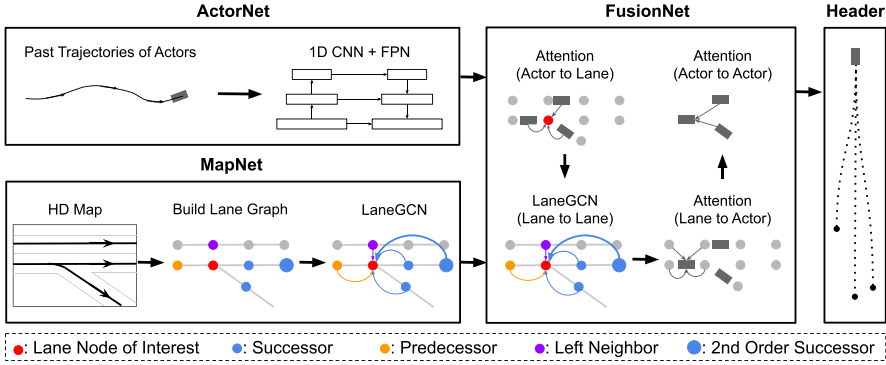 ActorNet
Past Trajectories of Actors
1D CNN + FPN
MapNet
HD Map
Build Lane Graph
LaneGCN
FusionNet
Attention
(Actor to Lane)
Attention
(Actor to Actor)
LaneGCN
(Lane to Lane)
Attention
(Lane to Actor)
Header
: Lane Node of Interest
: Successor
: Predecessor
: Left Neighbor
: 2nd Order Successor